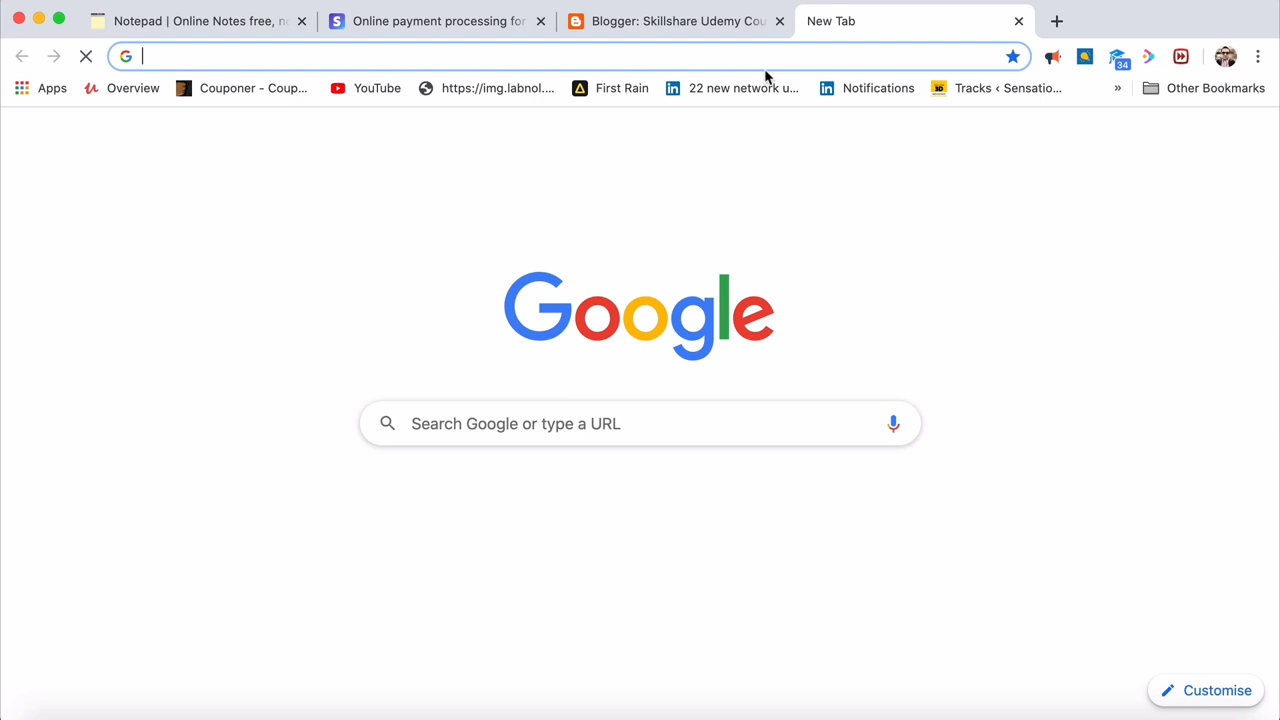 Notepad | Online Notes free, n
Online payment processing for
Blogger: Skillshare Udemy Cou
New Tab
Apps
Overview
Couponer - Coup...
YouTube
https://img.labnol....
First Rain
22 new network u...
Notifications
Tracks ‹ Sensatio...
»
Other Bookmarks
34
Google
Search Google or type a URL
Customise